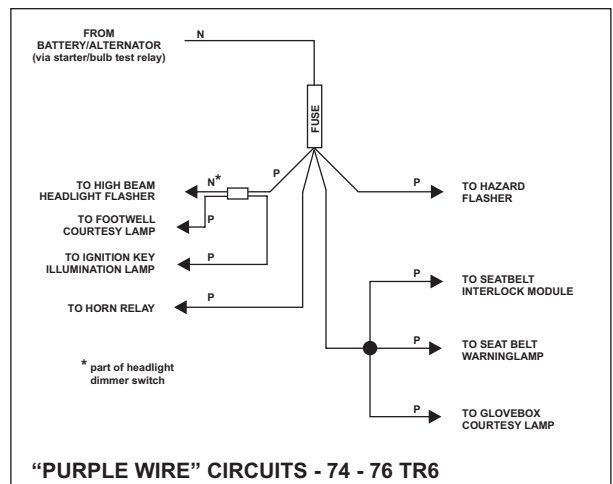 FROM
BATTERY/ALTERNATOR
(via starter/bulb test relay)
N
FUSE
P
N*
TO HIGH BEAM
HEADLIGHT FLASHER
P
TO HAZARD
FLASHER
TO FOOTWELL
COURTESY LAMP
P
TO IGNITION KEY
ILLUMINATION LAMP
P
P
TO SEATBELT
INTERLOCK MODULE
TO HORN RELAY
P
P
TO SEAT BELT
WARNINGLAMP
* part of headlight
dimmer switch
P
TO GLOVEBOX
COURTESY LAMP
“PURPLE WIRE” CIRCUITS - 74 - 76 TR6